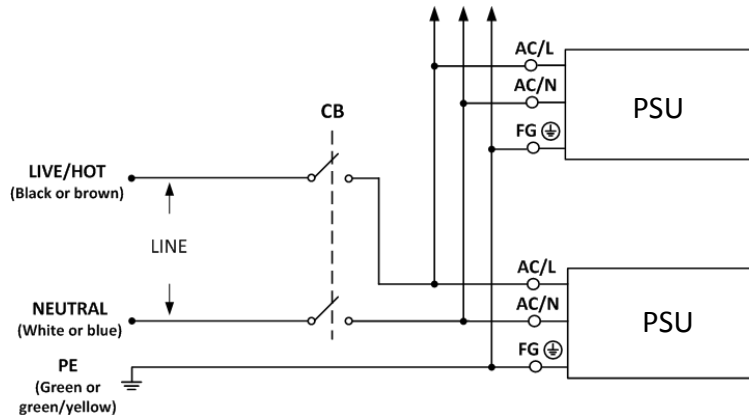 AC/L
AC/N
PSU
FG
CB
LIVE/HOT
(Black or brown)
LINE
AC/L
NEUTRAL
AC/N
(White or blue)
PSU
FG
PE
(Green or
green/yellow)